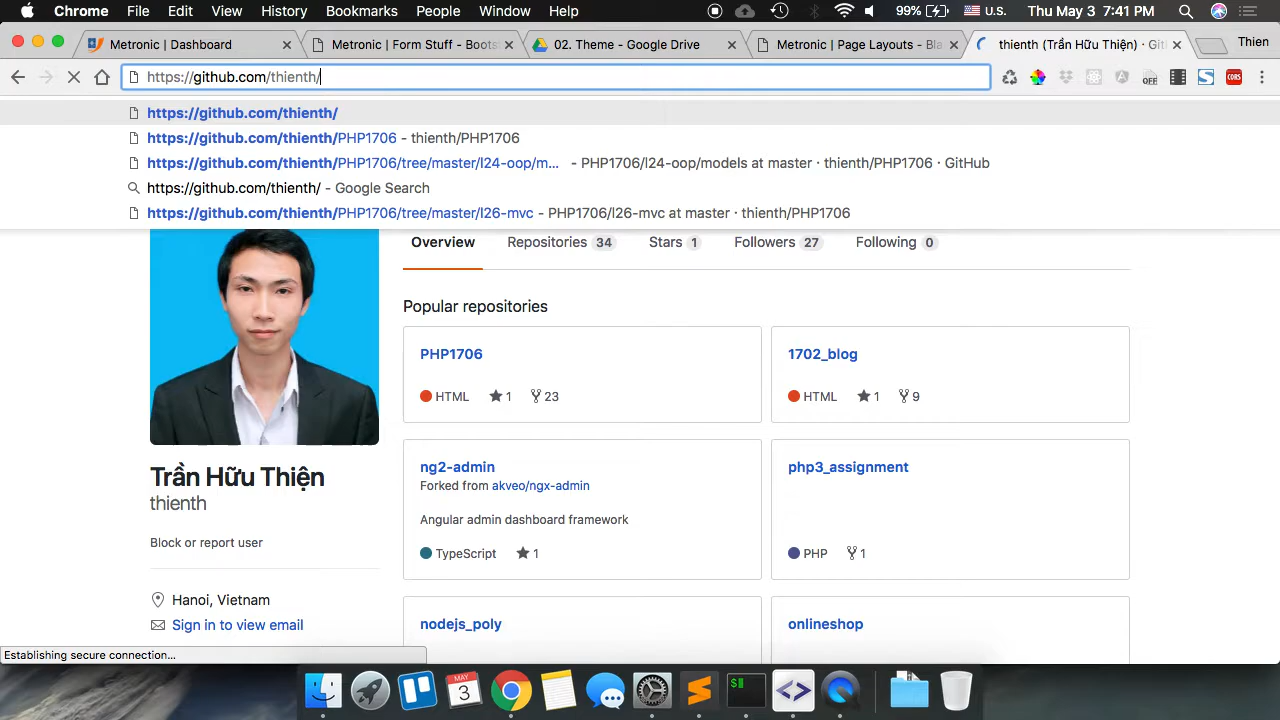 Chrome File Edit View History Bookmarks People Window Help 99% U.S. Thu May 3 7:41 PM
Metronic | Dashboard
Metronic | Form Stuff - Boots
02. Theme - Google Drive
Metronic | Page Layouts - Bla
thienth (Trần Hữu Thiện) · Git
Thien
https://github.com/thienth/
OFF
CORS
https://github.com/thienth/
https://github.com/thienth/PHP1706 - thienth/PHP1706
https://github.com/thienth/PHP1706/tree/master/l24-oop/m... - PHP1706/l24-oop/models at master · thienth/PHP1706 · GitHub
https://github.com/thienth/ - Google Search
https://github.com/thienth/PHP1706/tree/master/l26-mvc - PHP1706/l26-mvc at master · thienth/PHP1706
Overview Repositories 34 Stars 1 Followers 27 Following 0
Popular repositories
PHP1706
HTML 1 23
1702_blog
HTML 1 9
ng2-admin
Forked from akveo/ngx-admin
Angular admin dashboard framework
TypeScript 1
php3_assignment
PHP 1
nodejs_poly
onlineshop
Trần Hữu Thiện
thienth
Block or report user
Hanoi, Vietnam
Sign in to view email
Establishing secure connection...
MAY
3